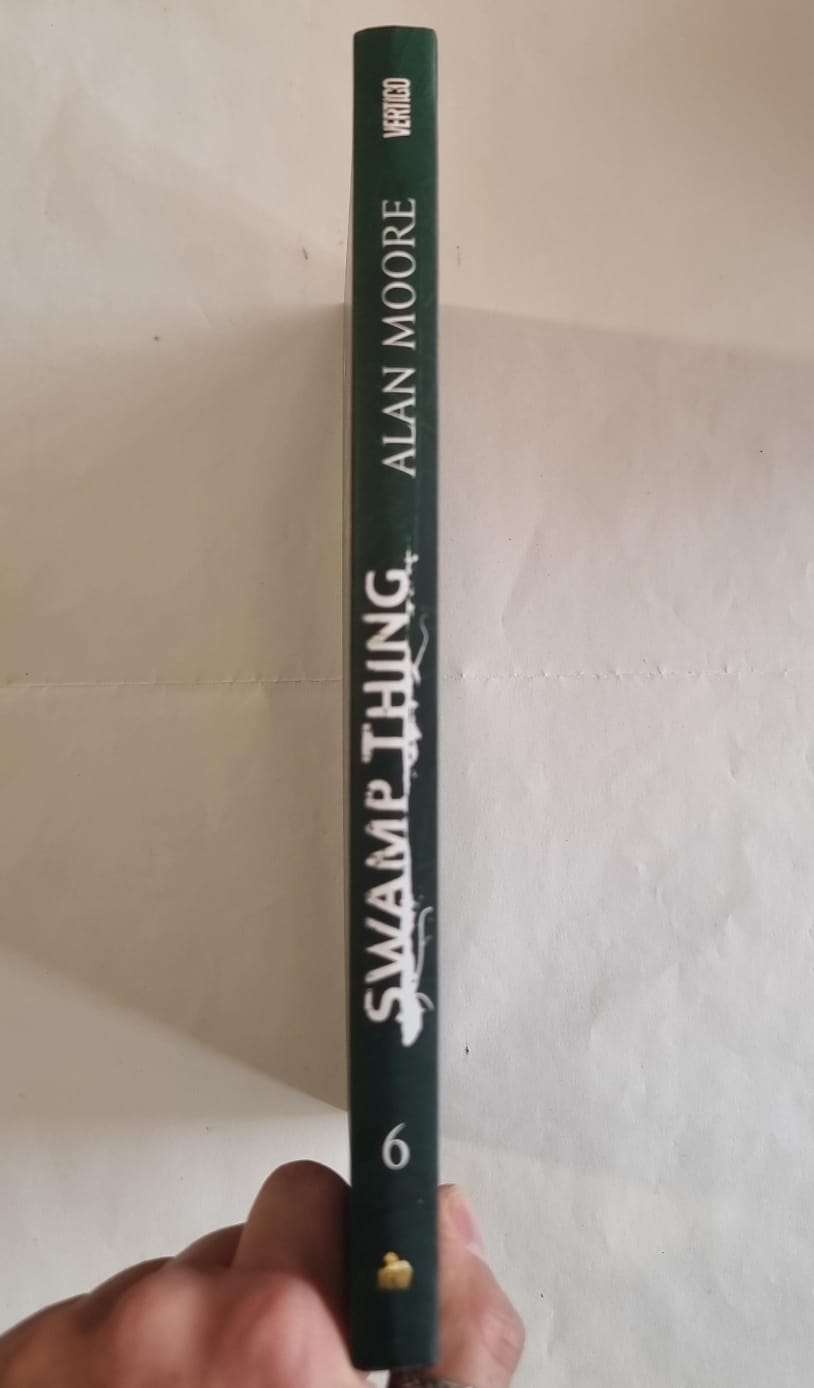 VERTIGO
ALAN MOORE
SWAMP THING
6